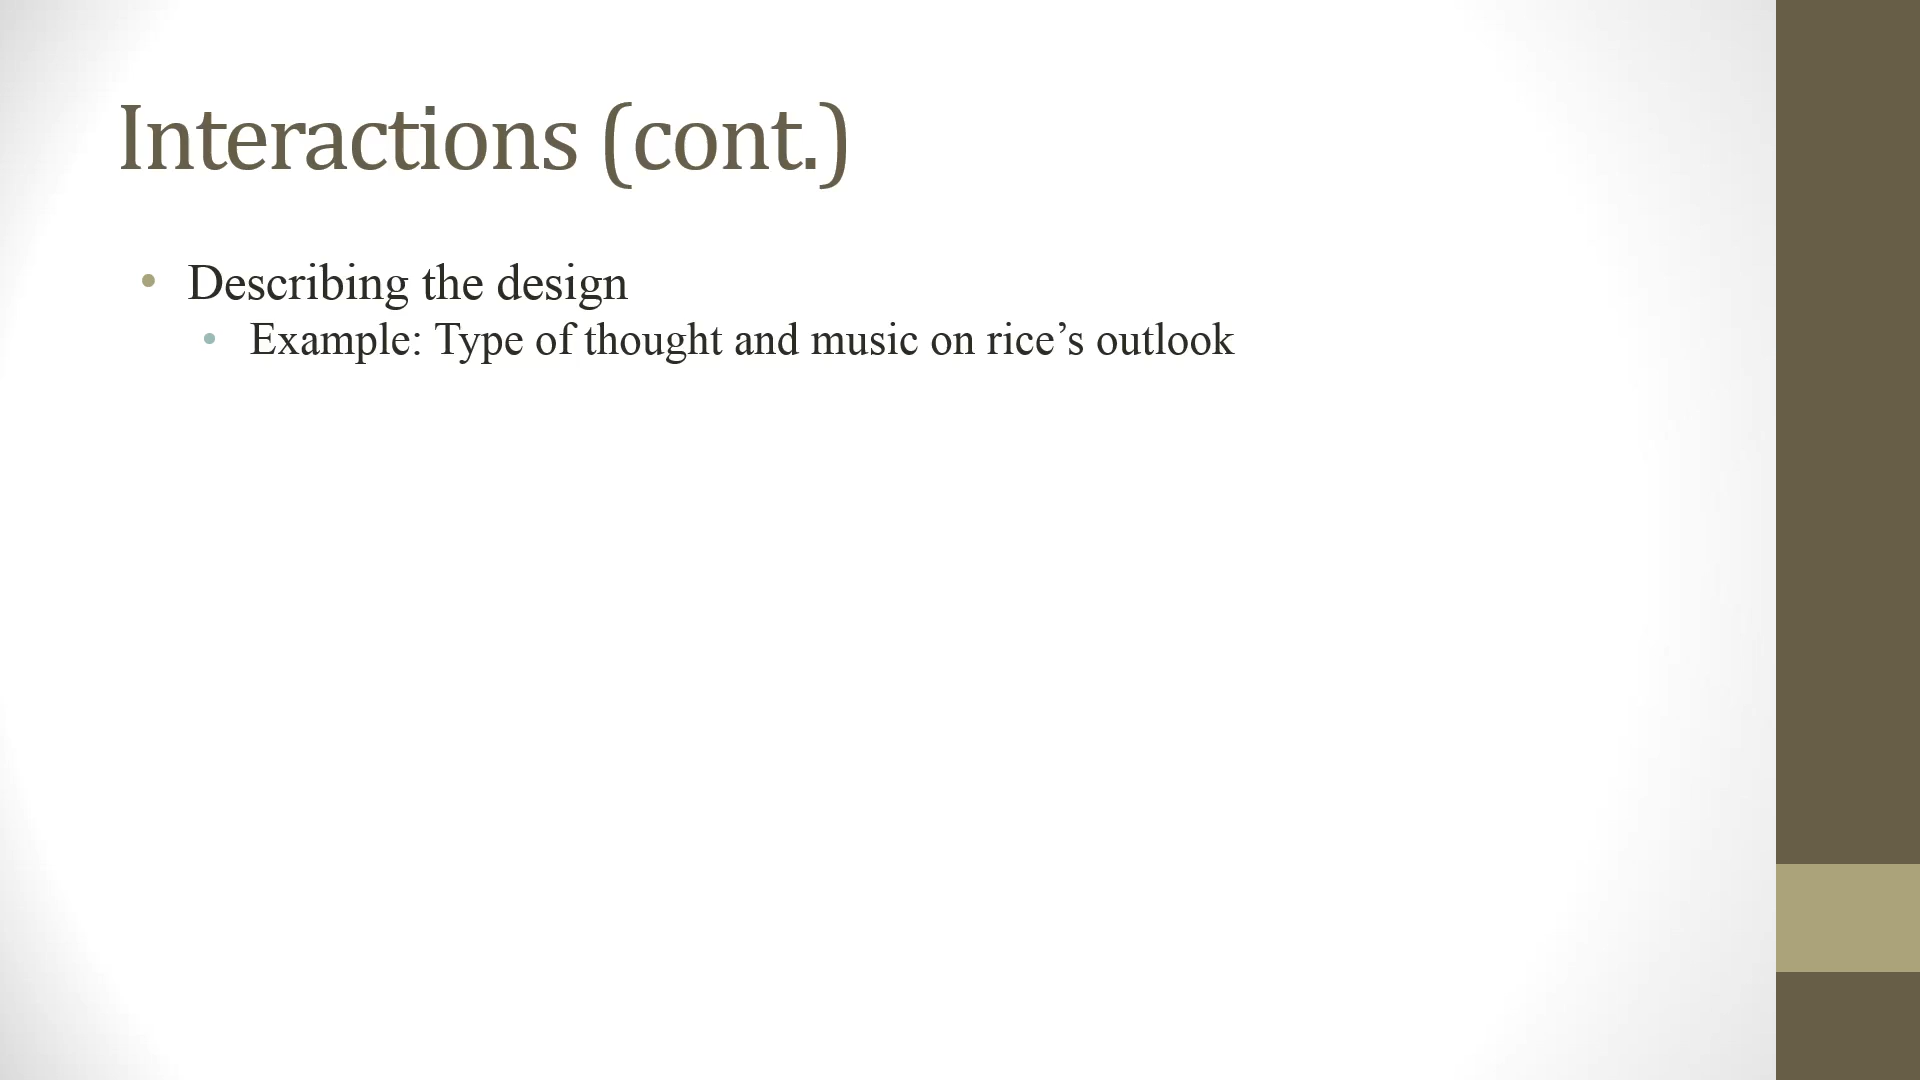 Interactions (cont.)
• Describing the design
• Example: Type of thought and music on rice’s outlook